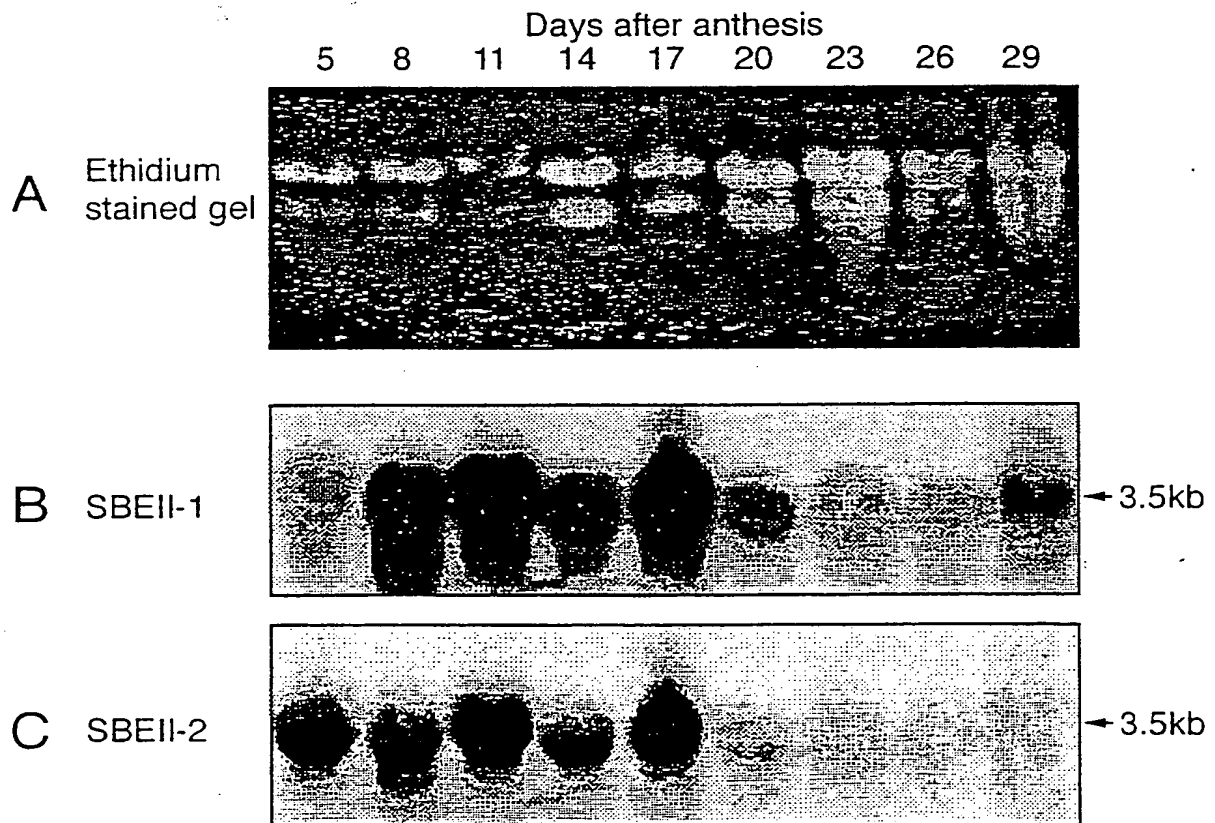 Days after anthesis
5 8 11 14 17 20 23 26 29
A Ethidium
stained gel
B SBEII-1 3.5kb
C SBEII-2 3.5kb